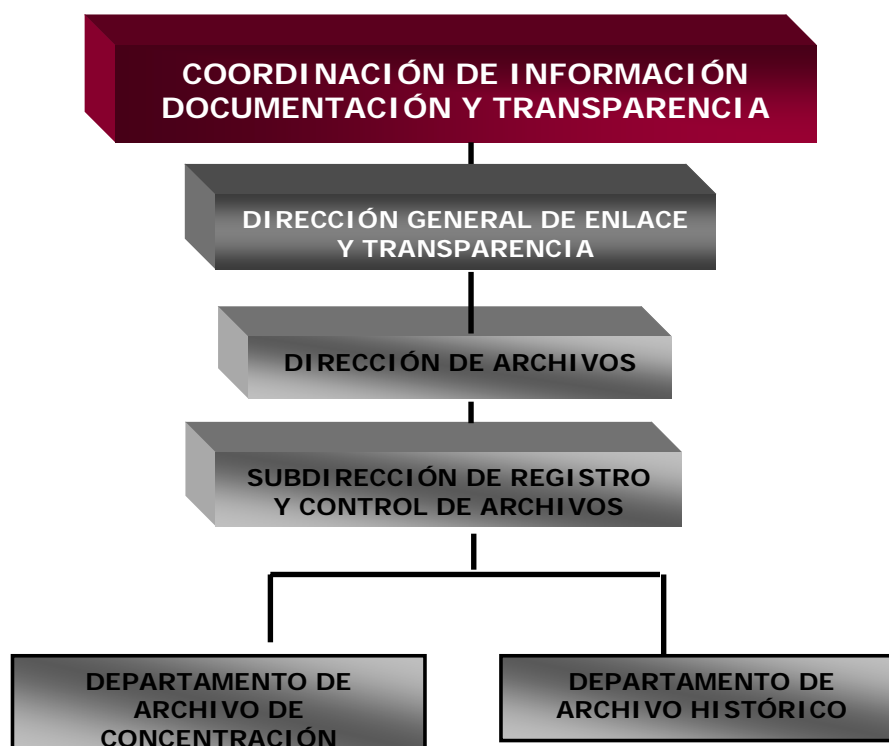 COORDINACIÓN DE INFORMACIÓN
DOCUMENTACIÓN Y TRANSPARENCIA
DIRECCIÓN GENERAL DE ENLACE
Y TRANSPARENCIA
DIRECCIÓN DE ARCHIVOS
SUBDIRECCIÓN DE REGISTRO
Y CONTROL DE ARCHIVOS
DEPARTAMENTO DE
ARCHIVO DE
CONCENTRACIÓN
DEPARTAMENTO DE
ARCHIVO HISTÓRICO